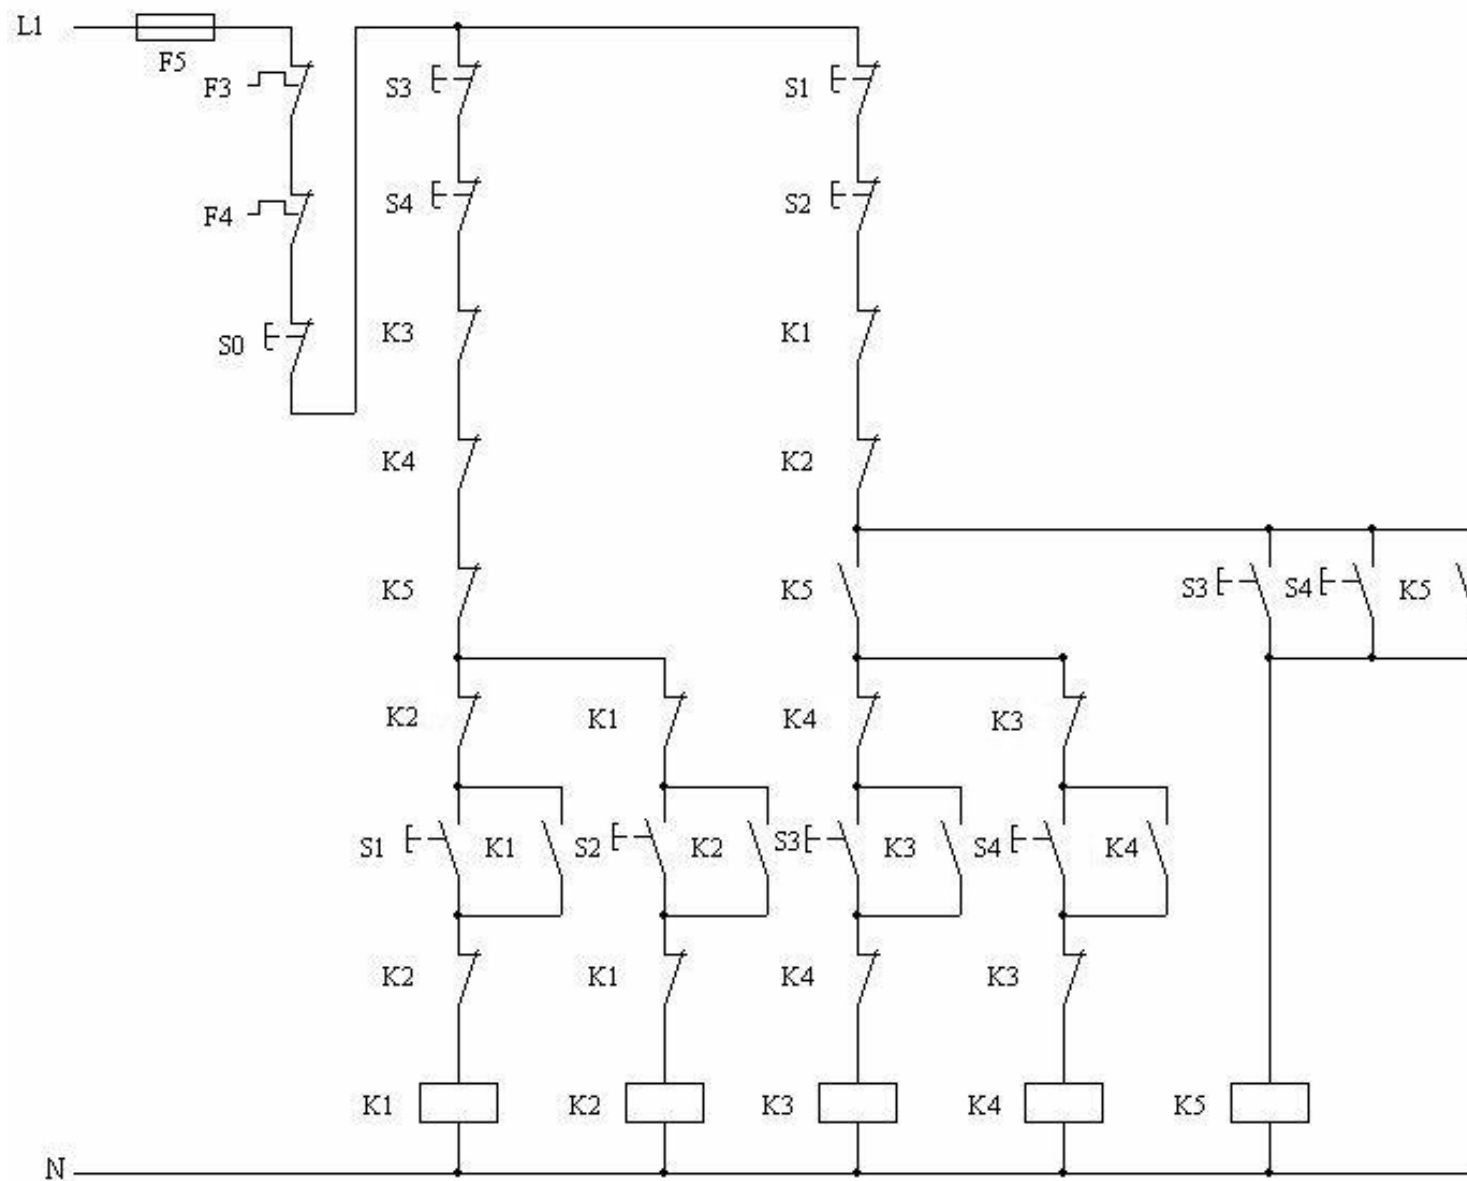 L1
F5
F3 S3 S1
F4 S4 S2
S0 K3 K1
K4 K2
K5 K5 S3 S4 K5
K2 K1 K4 K3
S1 K1 S2 K2 S3 K3 S4 K4
K2 K1 K4 K3
K1 K2 K3 K4 K5
N